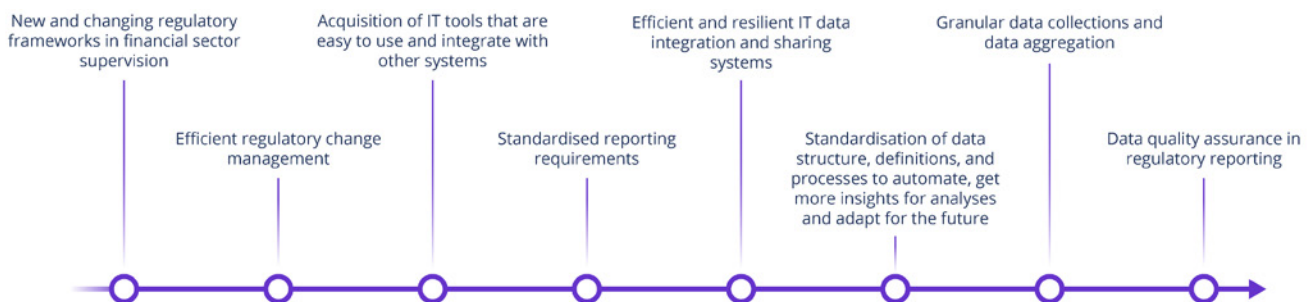 New and changing regulatory
frameworks in financial sector
supervision
Efficient regulatory change
management
Acquisition of IT tools that are
easy to use and integrate with
other systems
Standardised reporting
requirements
Efficient and resilient IT data
integration and sharing
systems
Standardisation of data
structure, definitions, and
processes to automate, get
more insights for analyses
and adapt for the future
Granular data collections and
data aggregation
Data quality assurance in
regulatory reporting